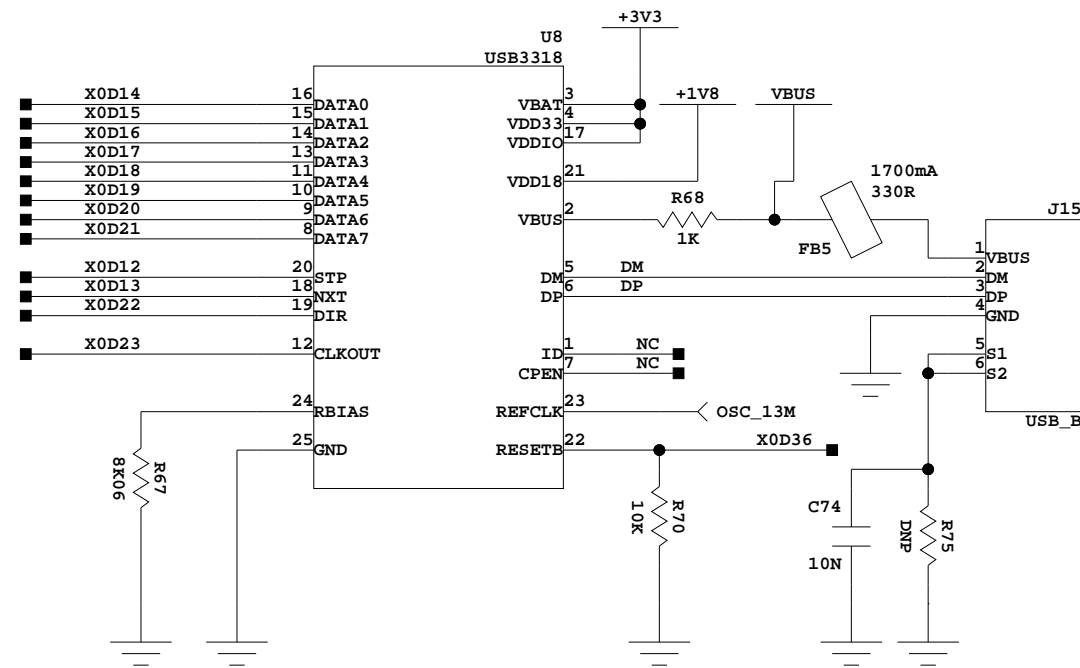 +3V3
U8
USB3318
X0D14 16 DATA0 VBAT 3 +1V8 VBUS
X0D15 15 DATA1 VDD33 4
X0D16 14 DATA2 VDDIO 17
X0D17 13 DATA3
X0D18 11 DATA4 VDD18 21
X0D19 10 DATA5
X0D20 9 DATA6 VBUS 2
X0D21 8 DATA7
R68
1K
1700mA
330R
FB5
J15
X0D12 20 STP DM 5 DM
X0D13 18 NXT DP 6 DP
X0D22 19 DIR
1 VBUS
2 DM
3 DP
4 GND
5 S1
6 S2
USB_B
X0D23 12 CLKOUT ID 1 NC
CPEN 7 NC
24 RBIAS REFCLK 23 OSC_13M
25 GND RESETB 22 X0D36
R67
8K06
R70
10K
C74
10N
R75
DNP